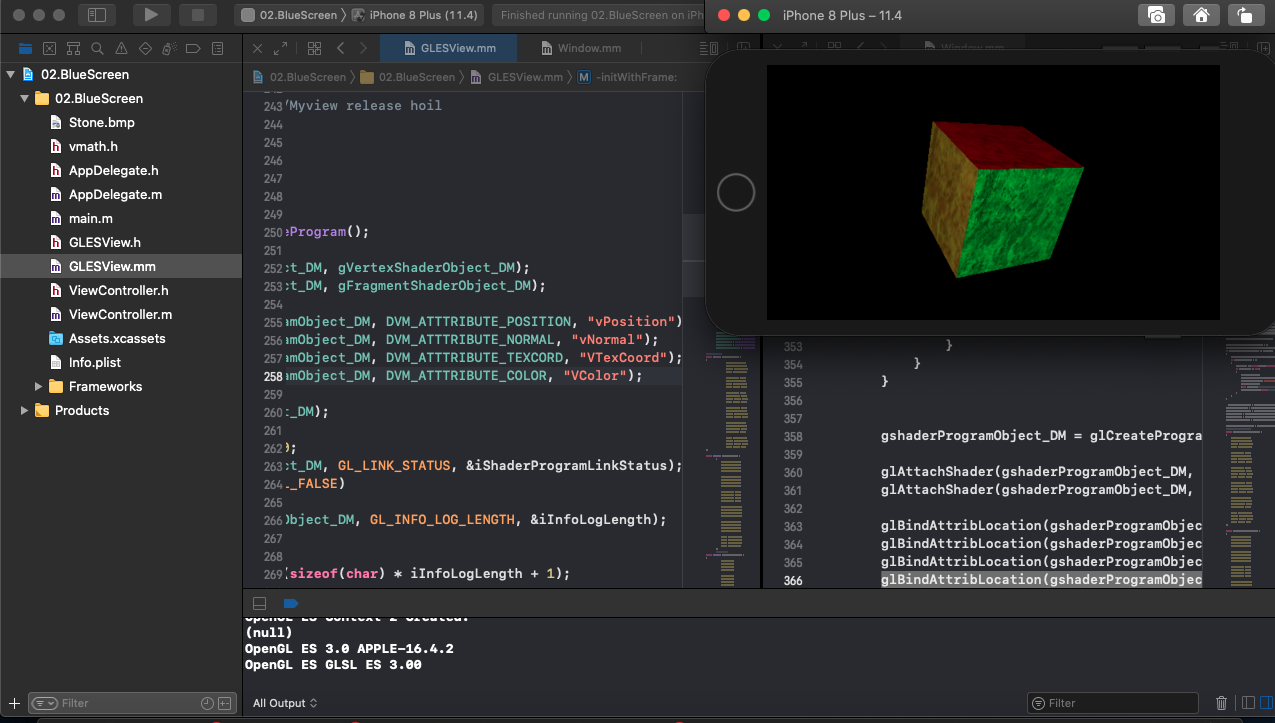 02.BlueScreen
iPhone 8 Plus (11.4)
Finished running 02.BlueScreen on iPh
iPhone 8 Plus – 11.4
GLESView.mm
Window.mm
02.BlueScreen
02.BlueScreen
GLESView.mm
M -initWithFrame:
02.BlueScreen
02.BlueScreen
Stone.bmp
h vmath.h
h AppDelegate.h
m AppDelegate.m
m main.m
h GLESView.h
m GLESView.mm
h ViewController.h
m ViewController.m
Assets.xcassets
Info.plist
Frameworks
Products
Filter
243 /Myview release hoil
244
245
246
247
248
249
250 eProgram();
251
252 ct_DM, gVertexShaderObject_DM);
253 ct_DM, gFragmentShaderObject_DM);
254
255 amObject_DM, DVM_ATTTRIBUTE_POSITION, "vPosition")
256 amObject_DM, DVM_ATTTRIBUTE_NORMAL, "vNormal");
257 amObject_DM, DVM_ATTTRIBUTE_TEXCORD, "VTexCoord");
258 amObject_DM, DVM_ATTTRIBUTE_COLOR, "VColor");
259
260 t_DM);
261
262 );
263 ct_DM, GL_LINK_STATUS, &iShaderProgramLinkStatus);
264 _FALSE)
265
266 Object_DM, GL_INFO_LOG_LENGTH, &iInfoLogLength);
267
268
269 (sizeof(char) * iInfoLogLength + 1);
353 }
354 }
355 }
356
357
358 gshaderProgramObject_DM = glCreateProgra
359
360 glAttachShader(gshaderProgramObject_DM,
361 glAttachShader(gshaderProgramObject_DM,
362
363 glBindAttribLocation(gshaderProgramObjec
364 glBindAttribLocation(gshaderProgramObjec
365 glBindAttribLocation(gshaderProgramObjec
366 glBindAttribLocation(gshaderProgramObjec
OpenGL ES Context 2 Created.
(null)
OpenGL ES 3.0 APPLE-16.4.2
OpenGL ES GLSL ES 3.00
All Output
Filter